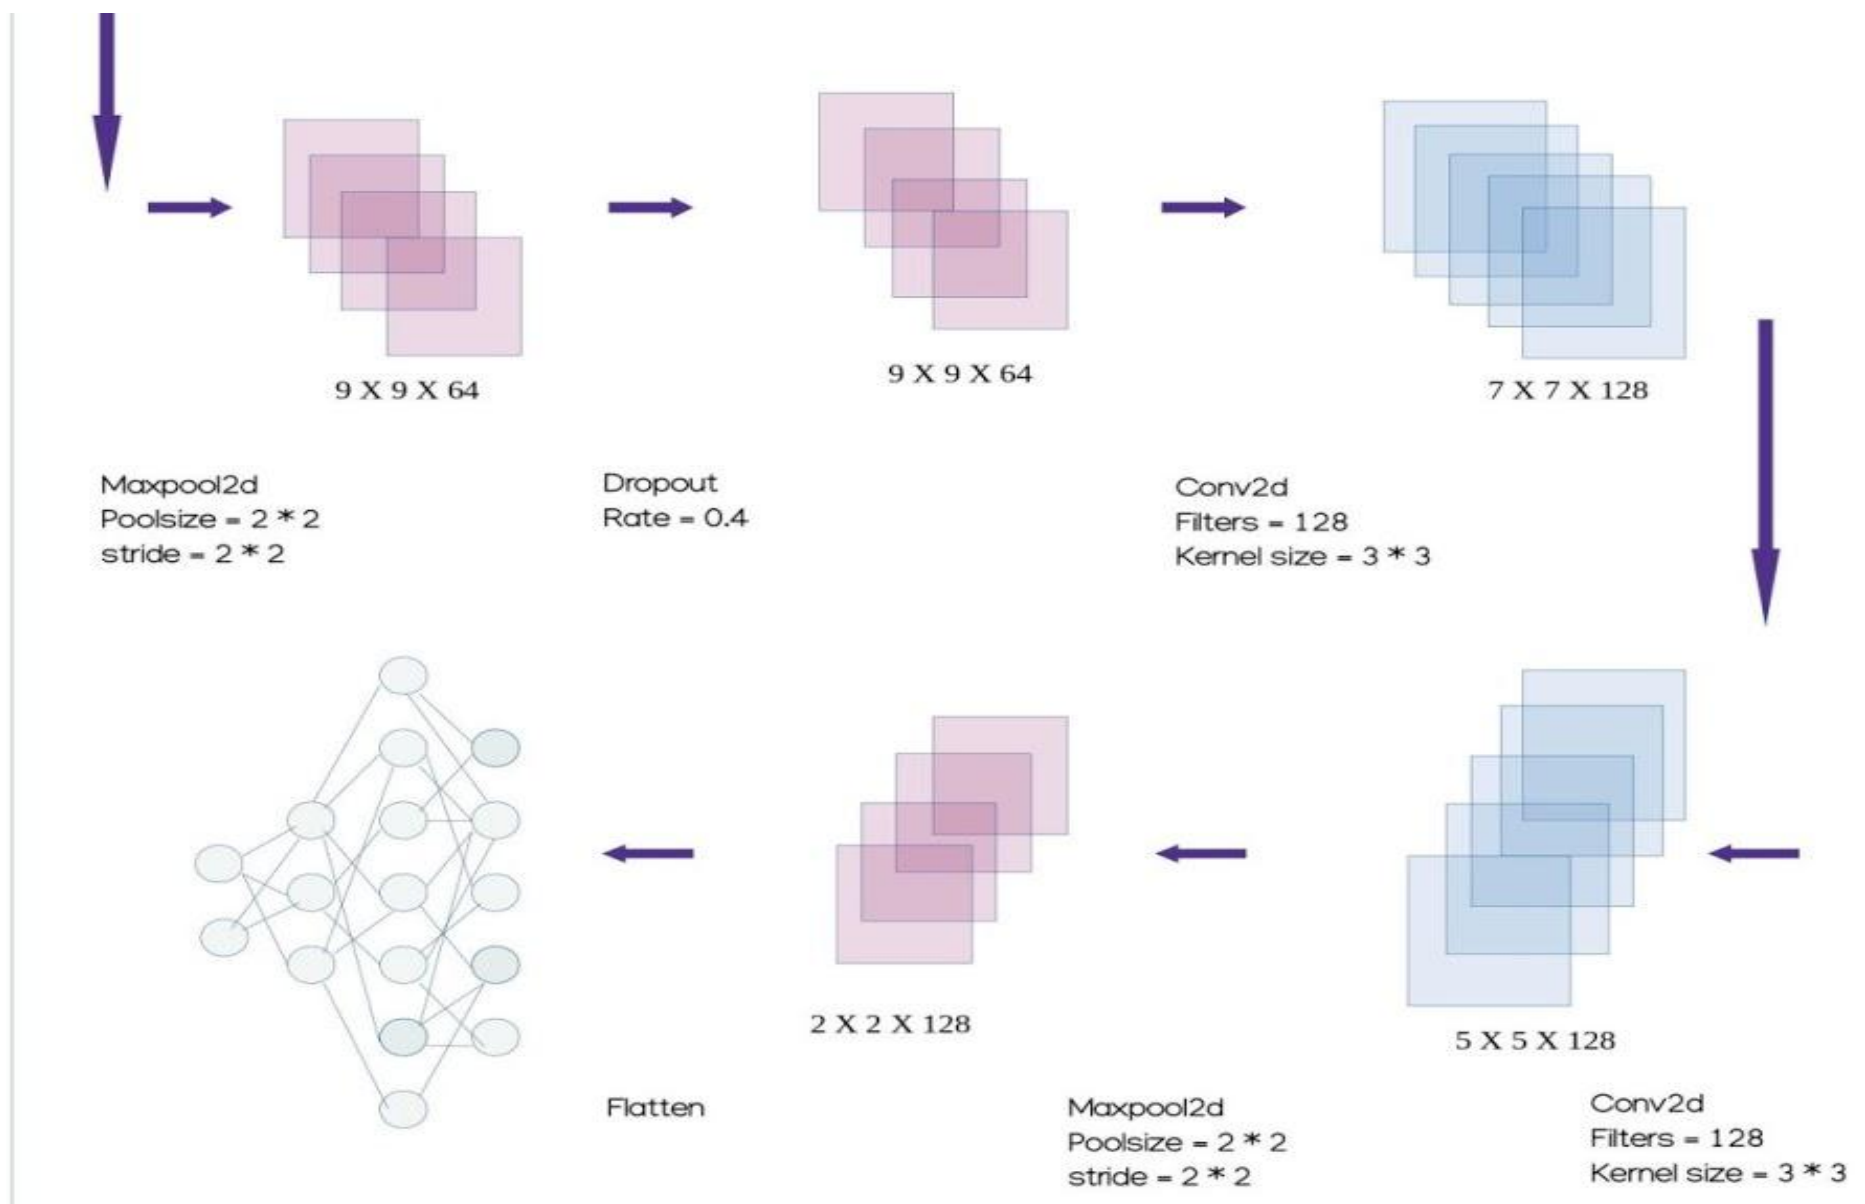 9 X 9 X 64
9 X 9 X 64
7 X 7 X 128
Maxpool2d
Poolsize = 2 * 2
stride = 2 * 2
Dropout
Rate = 0.4
Conv2d
Filters = 128
Kernel size = 3 * 3
5 X 5 X 128
Conv2d
Filters = 128
Kernel size = 3 * 3
2 X 2 X 128
Maxpool2d
Poolsize = 2 * 2
stride = 2 * 2
Flatten